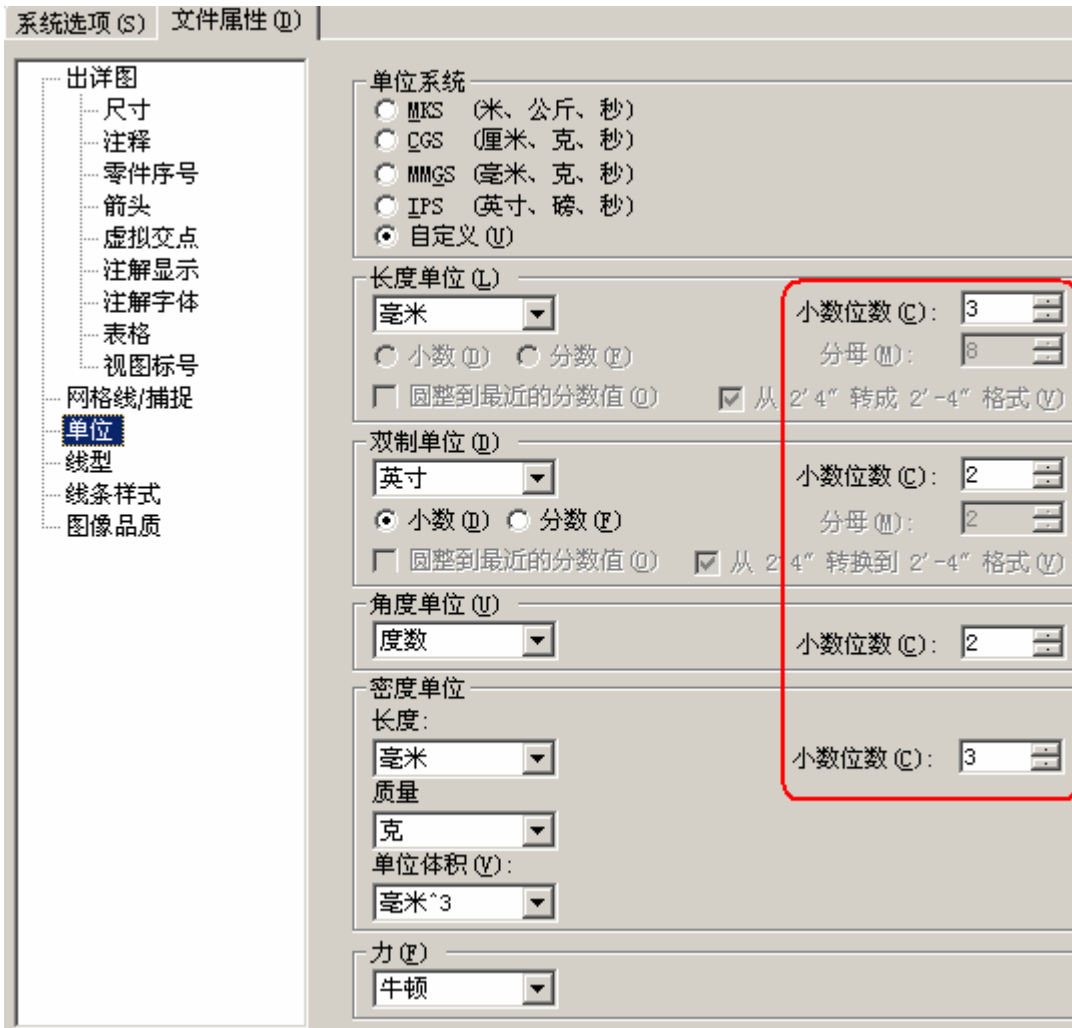 系统选项(S) 文件属性(D)
出详图
尺寸
注释
零件序号
箭头
虚拟交点
注解显示
注解字体
表格
视图标号
网格线/捕捉
单位
线型
线条样式
图像品质
单位系统
MKS (米、公斤、秒)
CGS (厘米、克、秒)
MMGS (毫米、克、秒)
IPS (英寸、磅、秒)
自定义(U)
长度单位(L)
毫米 小数位数(C): 3
小数(D) 分数(F) 分母(M): 8
圆整到最近的分数值(O) 从 2'4" 转成 2'-4" 格式(V)
双制单位(D)
英寸 小数位数(C): 2
小数(D) 分数(F) 分母(M): 2
圆整到最近的分数值(O) 从 2'4" 转换到 2'-4" 格式(V)
角度单位(U)
度数 小数位数(C): 2
密度单位
长度:
毫米 小数位数(C): 3
质量
克
单位体积(V):
毫米^3
力(F)
牛顿